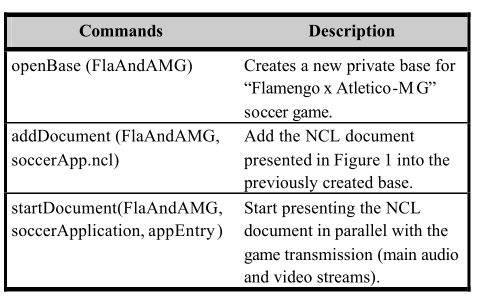 Commands Description
openBase (FlaAndAMG) Creates a new private base for
“Flamengo x Atletico-M G”
soccer game.
addDocument (FlaAndAMG, Add the NCL document
soccerApp.ncl) presented in Figure 1 into the
previously created base.
startDocument(FlaAndAMG, Start presenting the NCL
soccerApplication, appEntry) document in parallel with the
game transmission (main audio
and video streams).